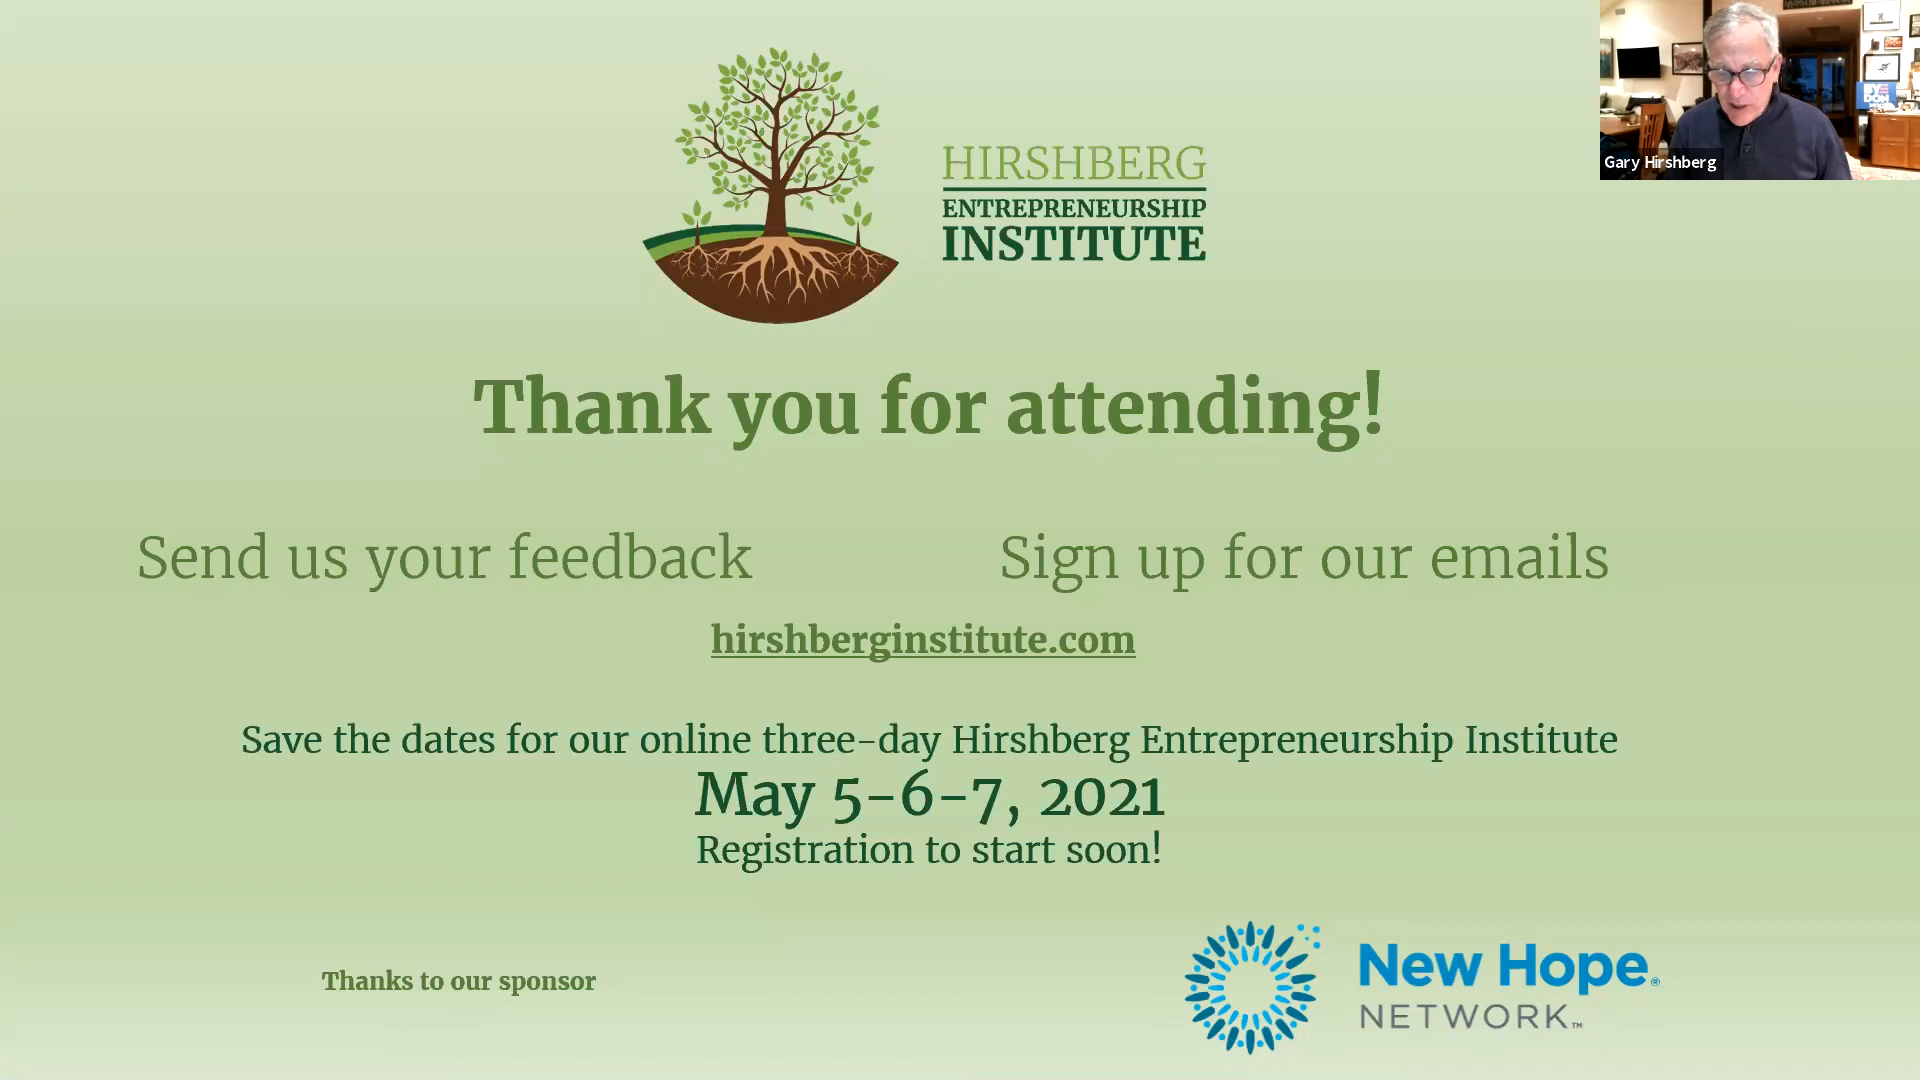 HIRSHBERG
ENTREPRENEURSHIP
INSTITUTE
Gary Hirshberg
Thank you for attending!
Send us your feedback
Sign up for our emails
hirshberginstitute.com
Save the dates for our online three-day Hirshberg Entrepreneurship Institute
May 5-6-7, 2021
Registration to start soon!
Thanks to our sponsor
New Hope®
NETWORK™